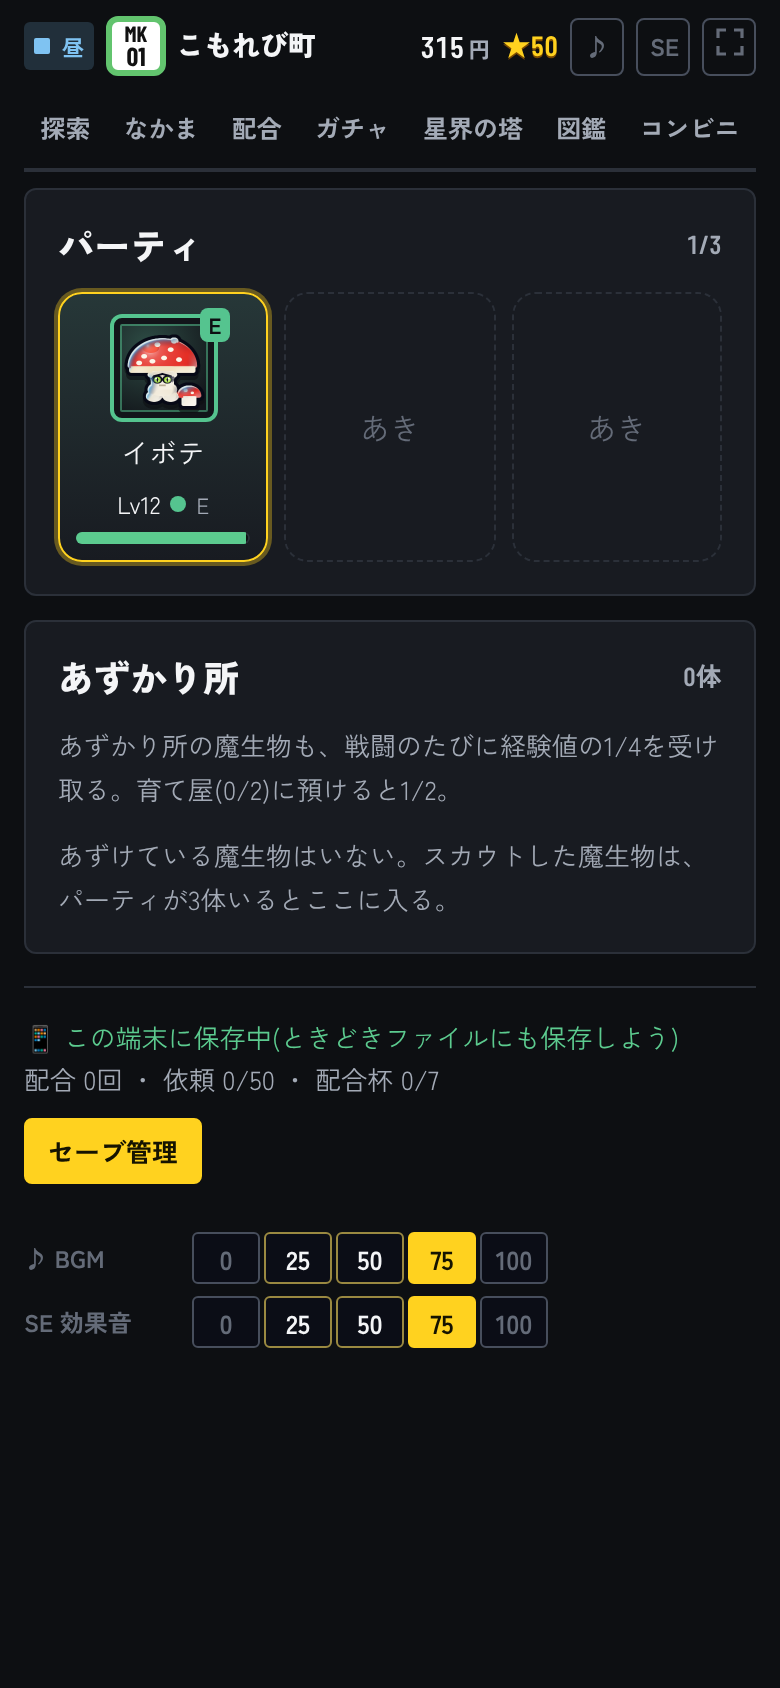 昼 MK 01 こもれび町 315円 ★50 ♪ SE
探索 なかま 配合 ガチャ 星界の塔 図鑑 コンビニ
パーティ 1/3
E
イボテ
Lv12 E
あき
あき
あずかり所 0体
あずかり所の魔生物も、戦闘のたびに経験値の1/4を受け
取る。育て屋(0/2)に預けると1/2。
あずけている魔生物はいない。スカウトした魔生物は、
パーティが3体いるとここに入る。
この端末に保存中(ときどきファイルにも保存しよう)
配合 0回 ・ 依頼 0/50 ・ 配合杯 0/7
セーブ管理
♪ BGM 0 25 50 75 100
SE 効果音 0 25 50 75 100